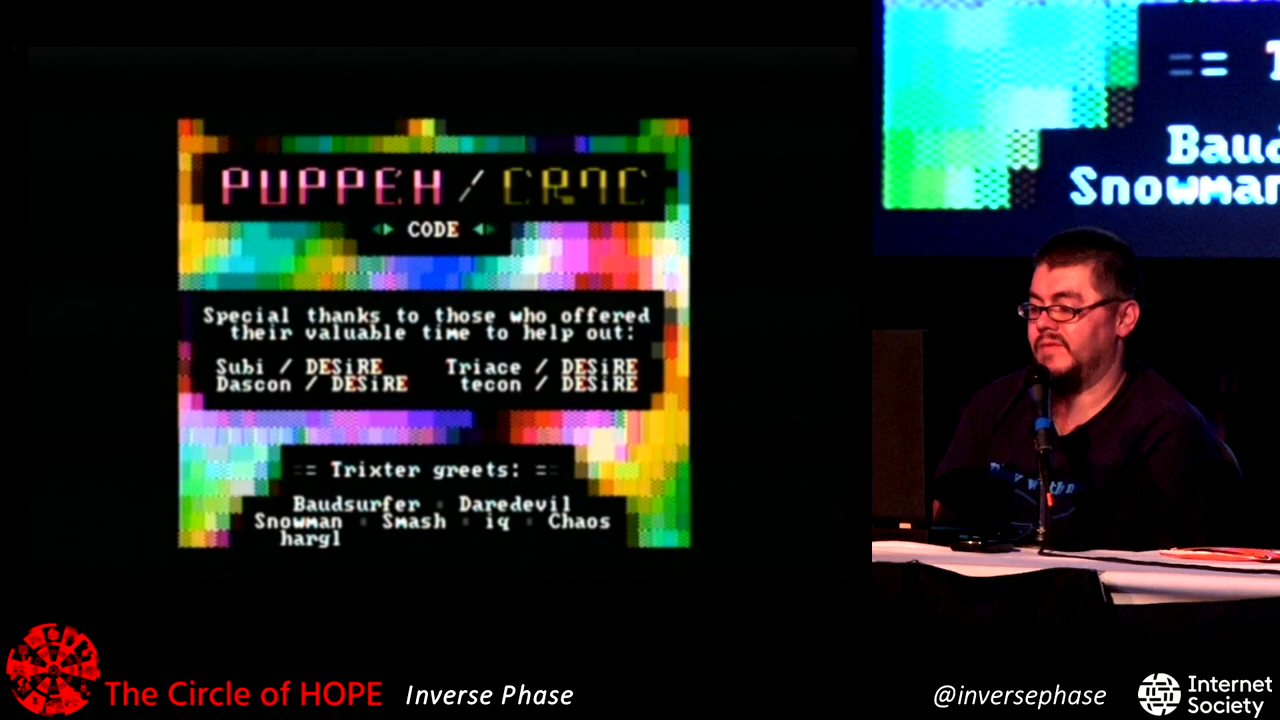 PUPPEH / CRTC
CODE
Special thanks to those who offered
their valuable time to help out:
Subi / DESiRE Triace / DESiRE
Dascon / DESiRE tecon / DESiRE
== Trixter greets: ==
Baudsurfer · Daredevil
Snowman · Smash · iq · Chaos
hargl
==
Baud
Snowman
The Circle of HOPE
Inverse Phase
@inversephase
Internet
Society